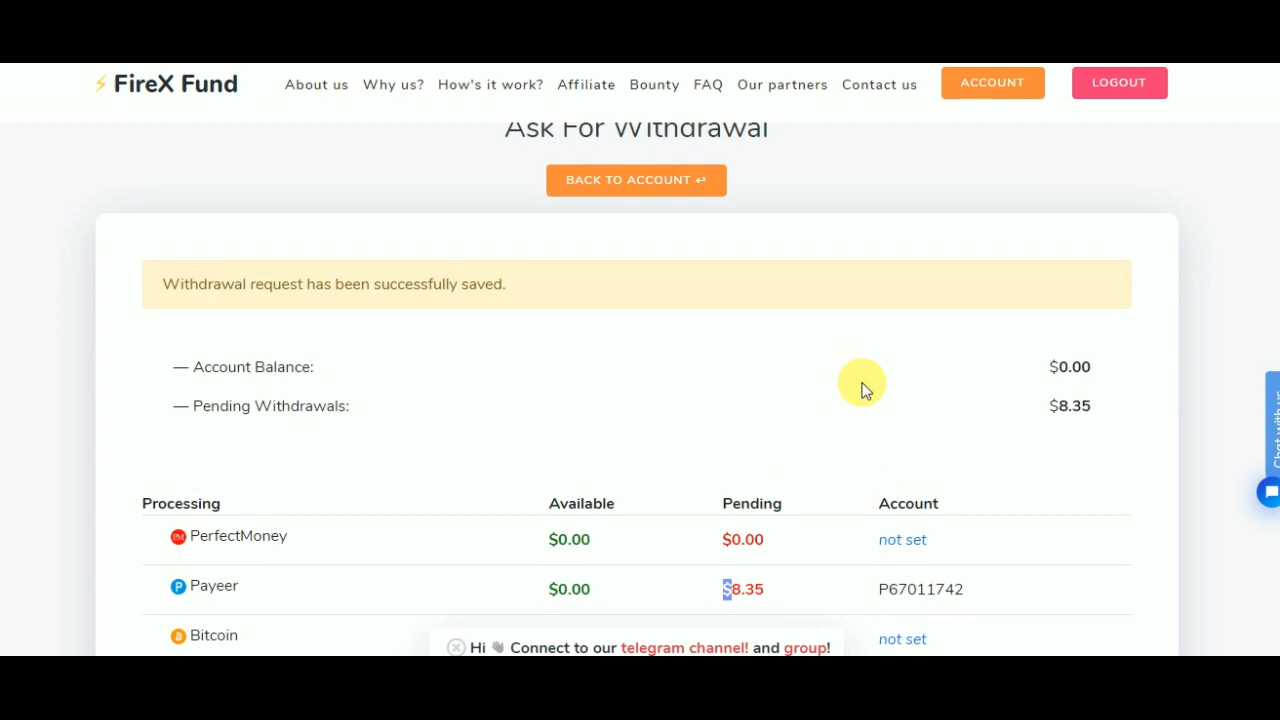 ⚡ FireX Fund About us Why us? How's it work? Affiliate Bounty FAQ Our partners Contact us ACCOUNT LOGOUT
Ask For Withdrawal
BACK TO ACCOUNT ↩
Withdrawal request has been successfully saved.
— Account Balance: $0.00
— Pending Withdrawals: $8.35
Chat with us
Processing Available Pending Account
PerfectMoney $0.00 $0.00 not set
Payeer $0.00 $8.35 P67011742
Bitcoin not set
Hi 👋 Connect to our telegram channel! and group!